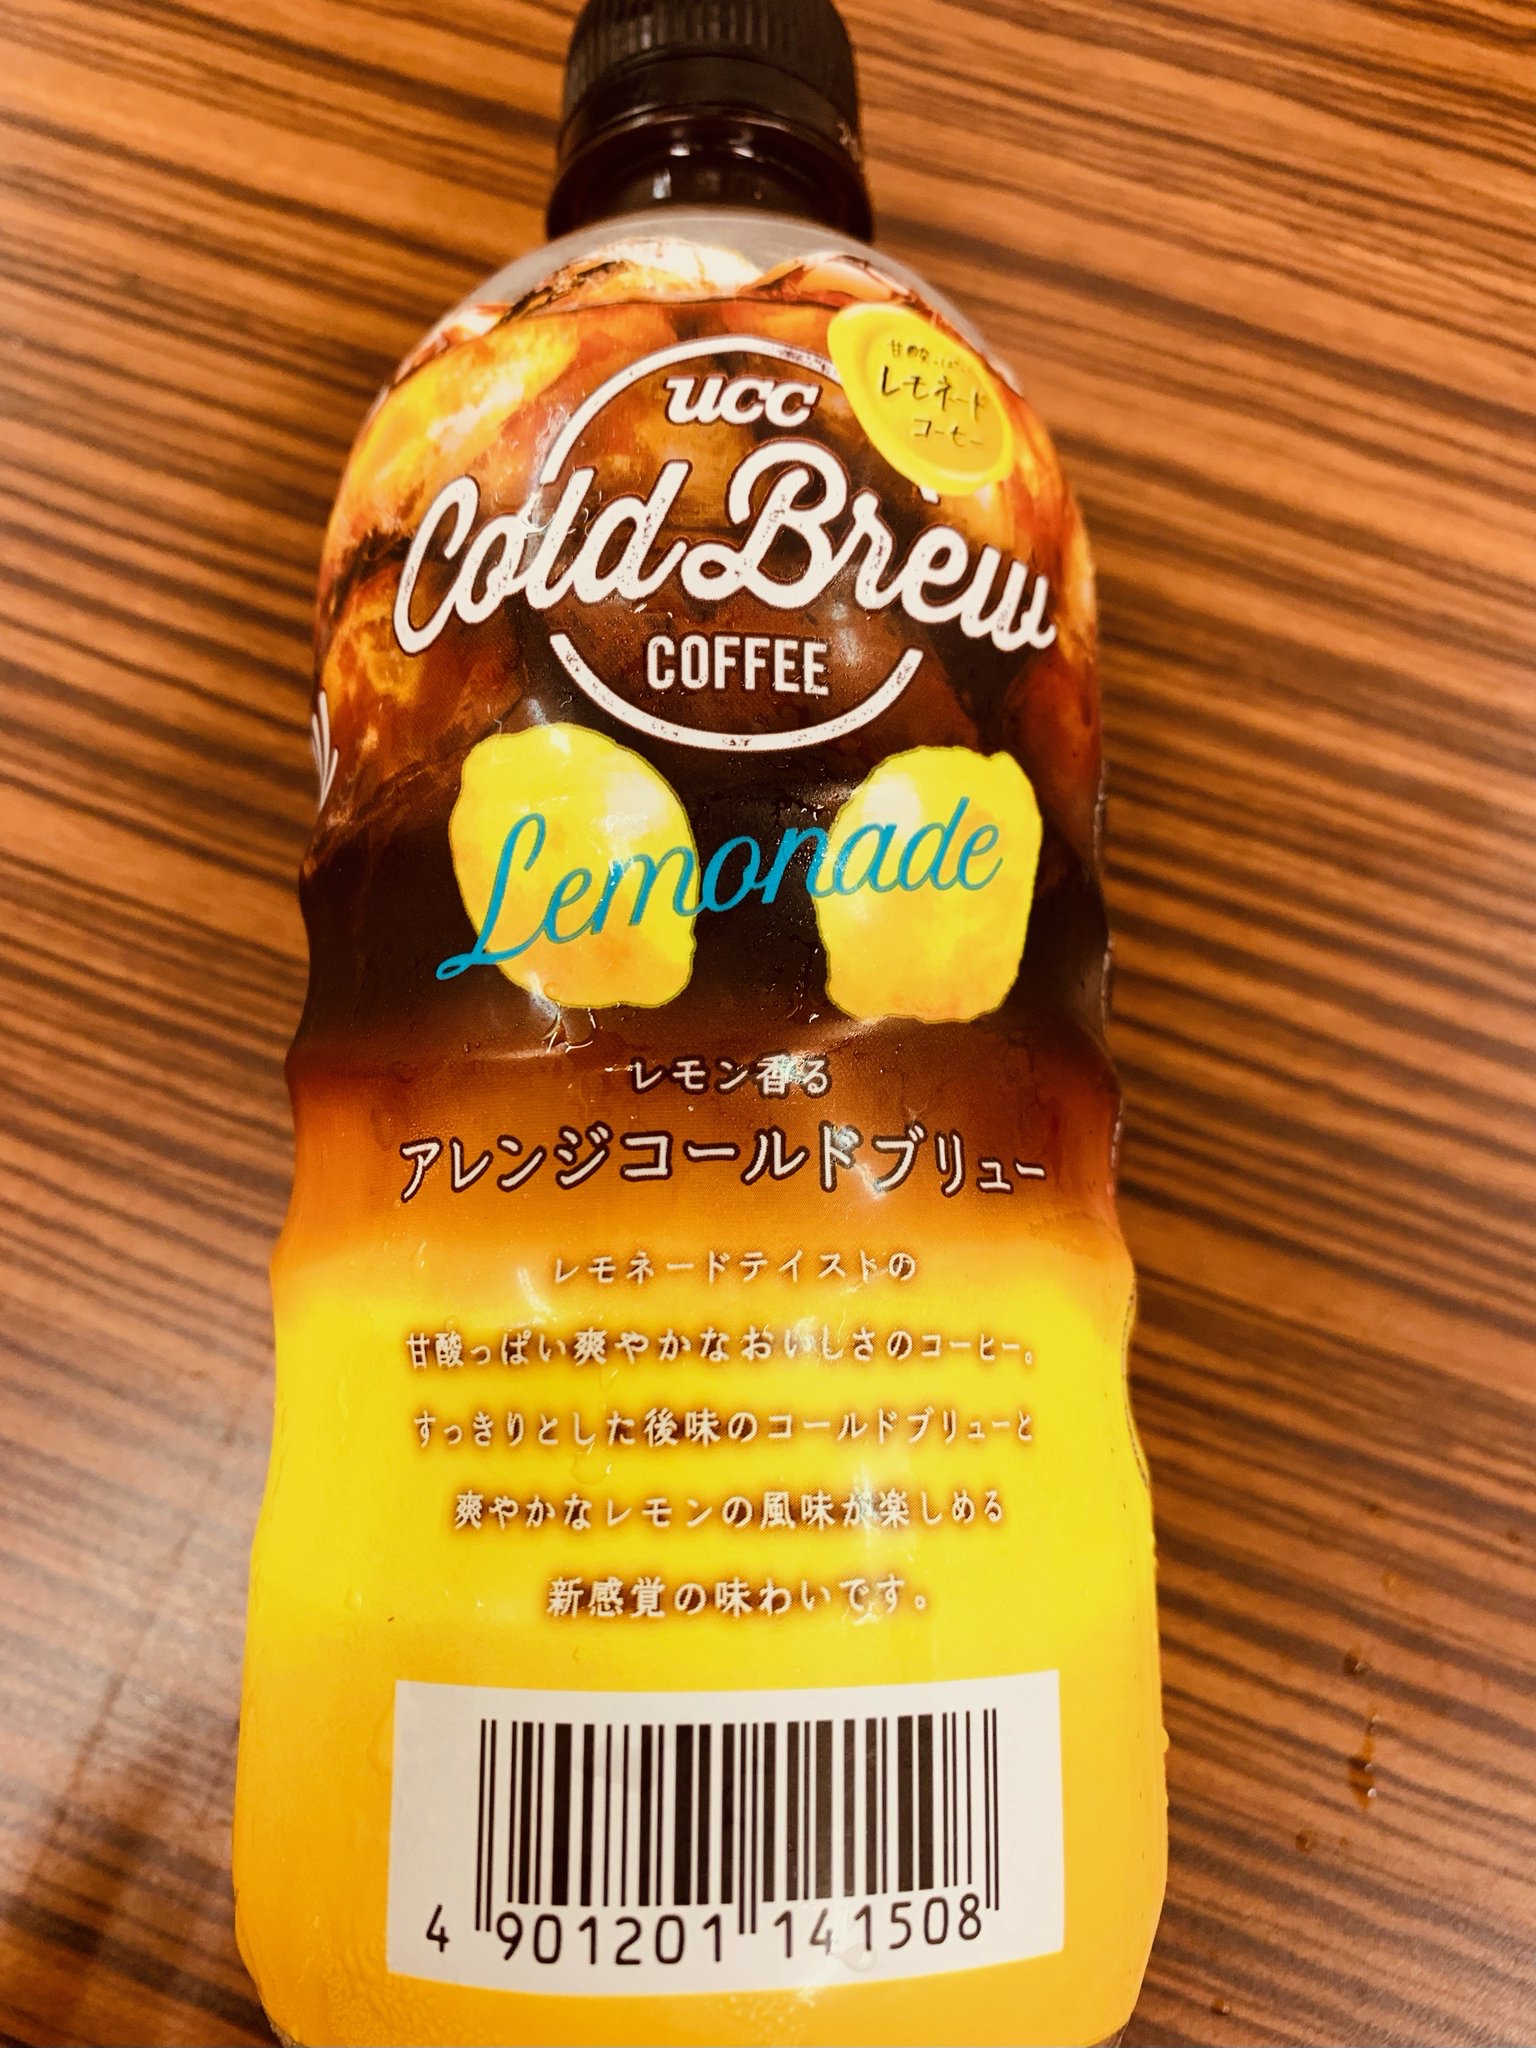 ucc
甘酸っぱい
レモネード
コーヒー
Cold Brew
COFFEE
Lemonade
レモン香る
アレンジコールドブリュー
レモネードテイストの
甘酸っぱい爽やかなおいしさのコーヒー。
すっきりとした後味のコールドブリューと
爽やかなレモンの風味が楽しめる
新感覚の味わいです。
4 901201 141508